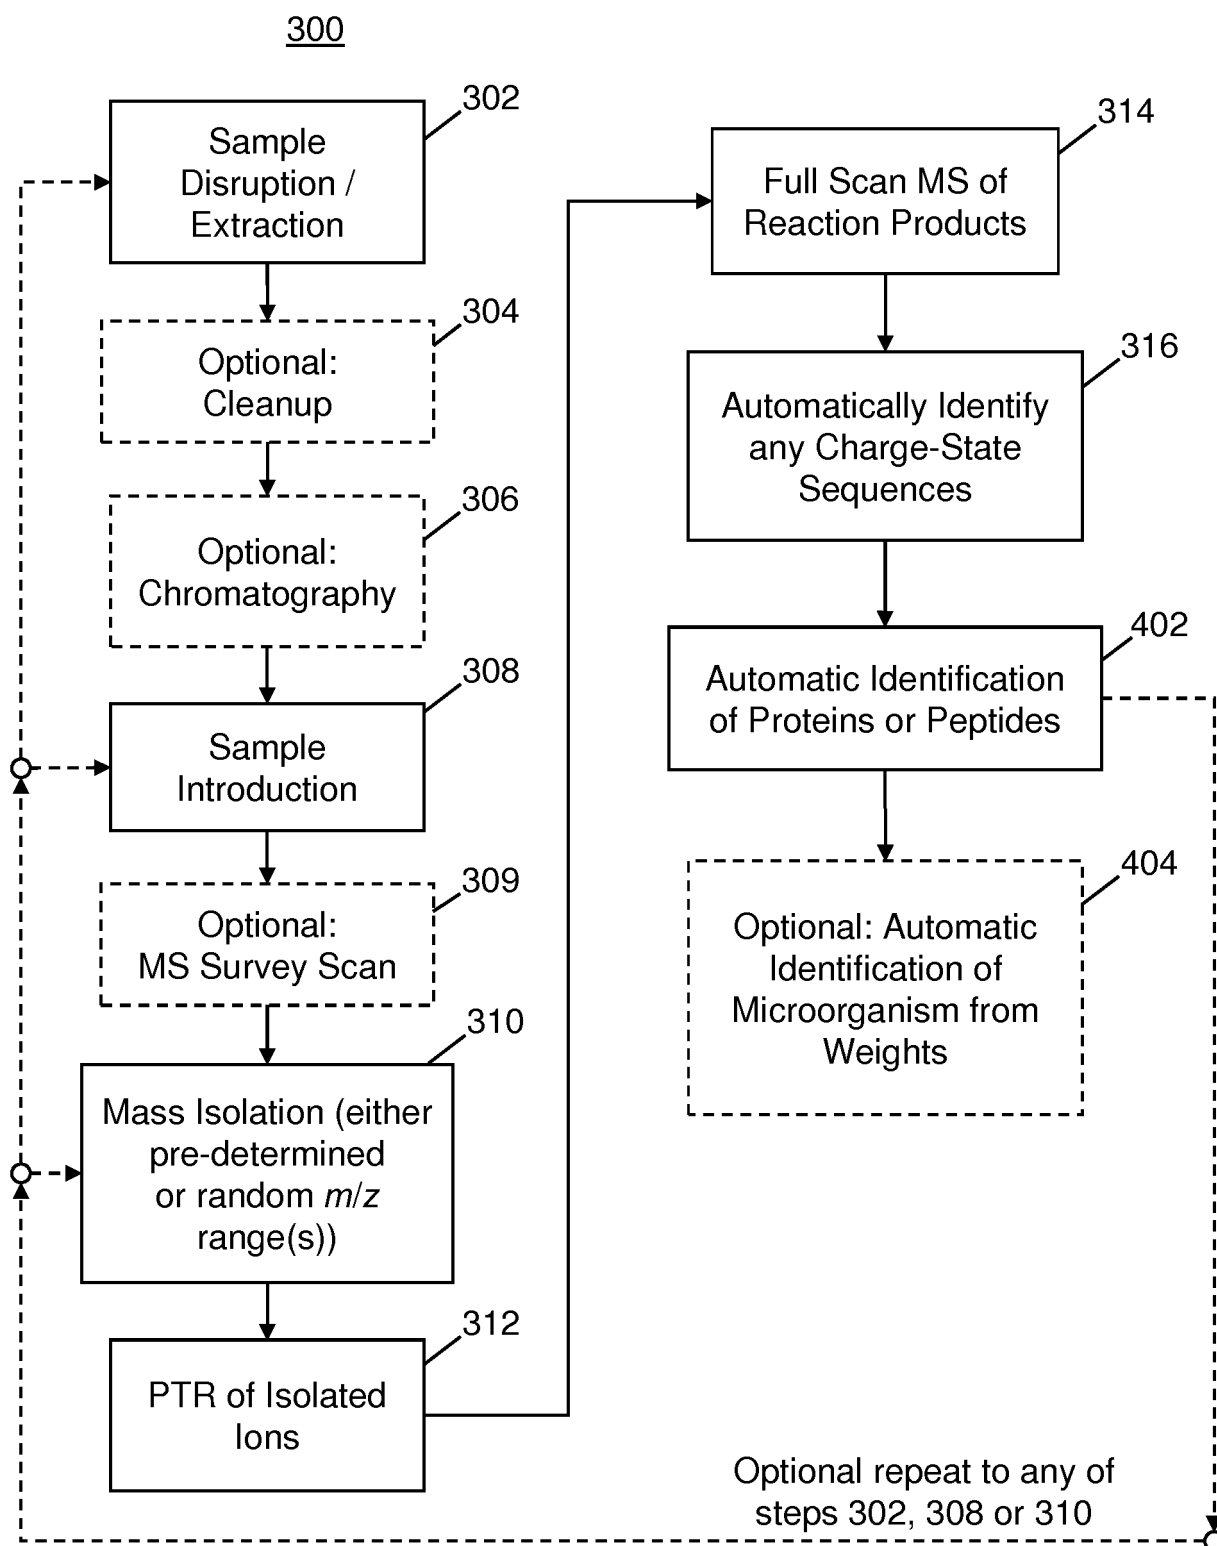 300
302
Sample
Disruption /
Extraction
304
Optional:
Cleanup
306
Optional:
Chromatography
308
Sample
Introduction
309
Optional:
MS Survey Scan
310
Mass Isolation (either
pre-determined
or random m/z
range(s))
312
PTR of Isolated
Ions
314
Full Scan MS of
Reaction Products
316
Automatically Identify
any Charge-State
Sequences
402
Automatic Identification
of Proteins or Peptides
404
Optional: Automatic
Identification of
Microorganism from
Weights
Optional repeat to any of
steps 302, 308 or 310